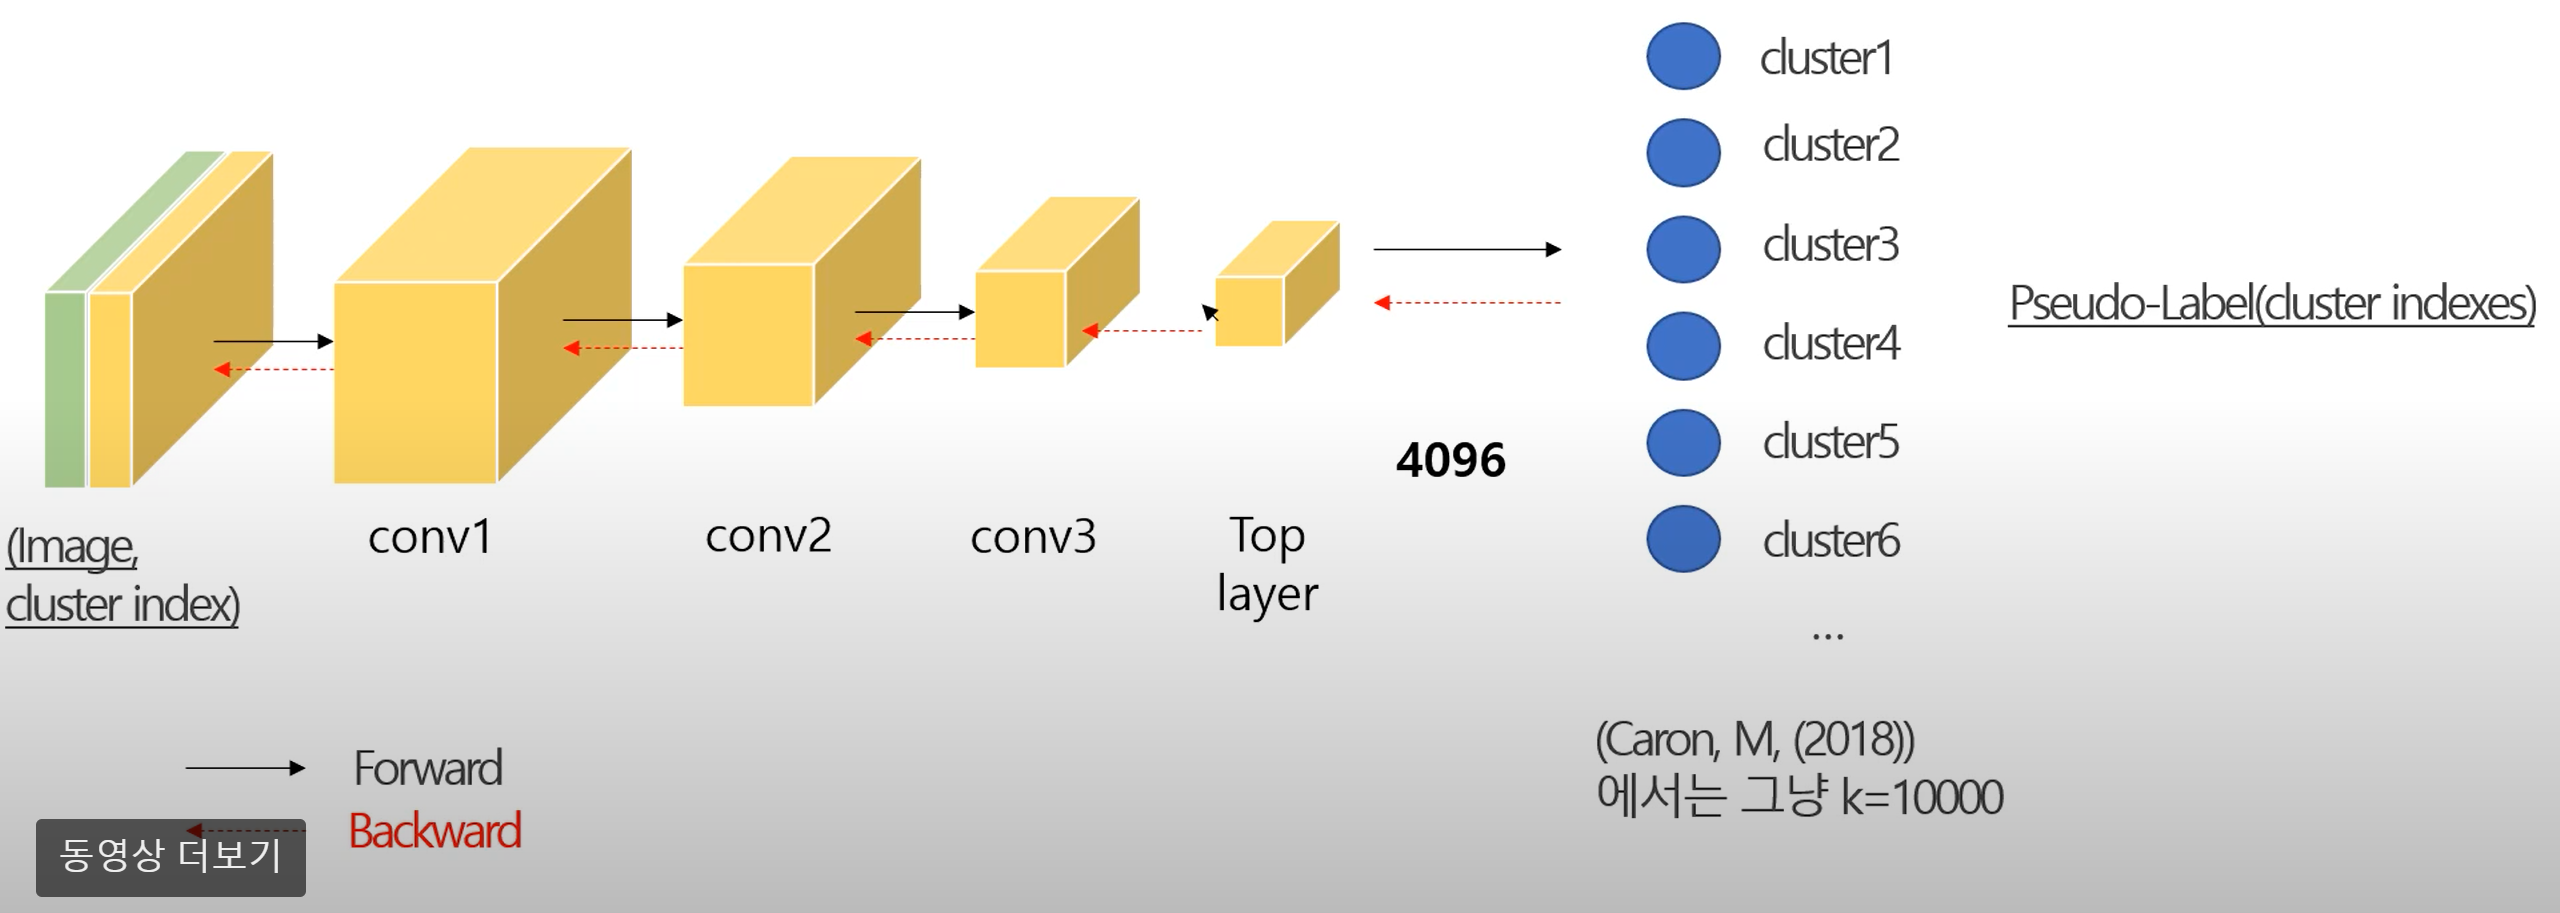 cluster1
cluster2
cluster3
cluster4
cluster5
cluster6
...
Pseudo-Label(cluster indexes)
4096
(Image,
cluster index)
conv1
conv2
conv3
Top
layer
(Caron, M, (2018))
에서는 그냥 k=10000
Forward
Backward
동영상 더보기